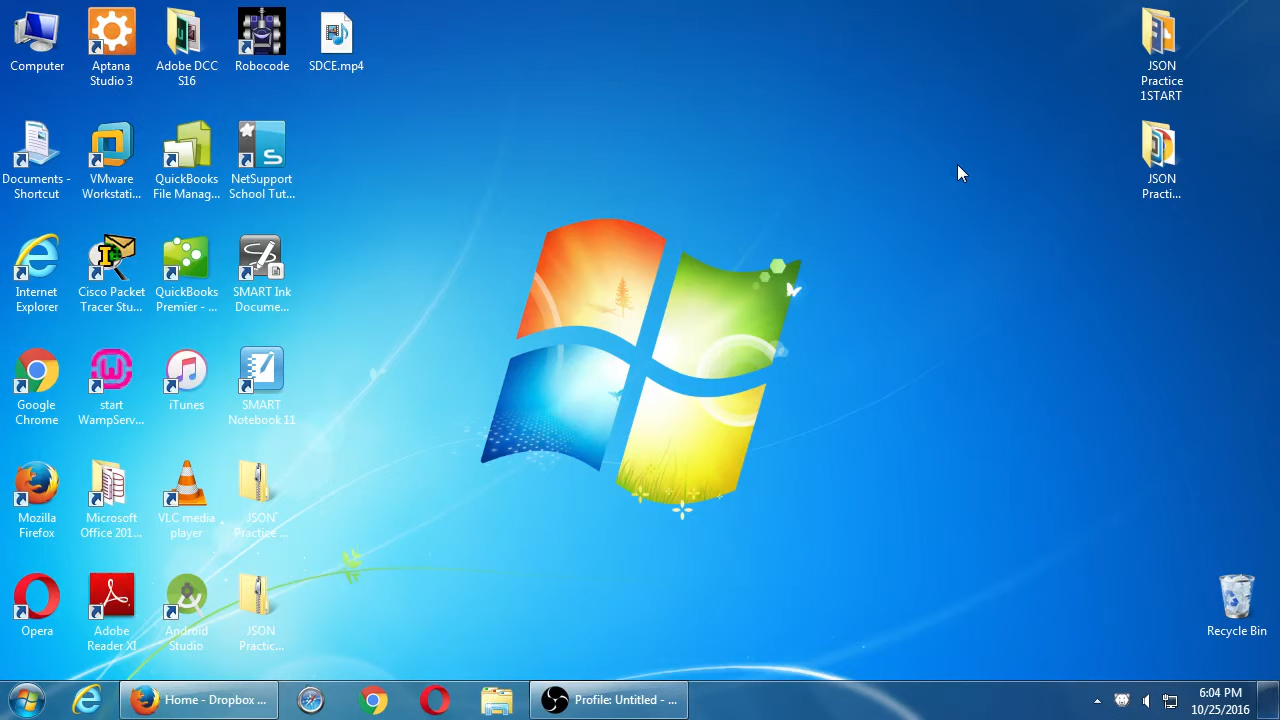 Computer
Aptana
Studio 3
Adobe DCC
S16
Robocode
SDCE.mp4
JSON
Practice
1START
Documents -
Shortcut
VMware
Workstati...
QuickBooks
File Manag...
NetSupport
School Tut...
JSON
Practi...
Internet
Explorer
Cisco Packet
Tracer Stu...
QuickBooks
Premier - ...
SMART Ink
Docume...
Google
Chrome
start
WampServ...
iTunes
SMART
Notebook 11
Mozilla
Firefox
Microsoft
Office 201...
VLC media
player
JSON
Practice ...
Opera
Adobe
Reader XI
Android
Studio
JSON
Practic...
Recycle Bin
Home - Dropbox ...
Profile: Untitled - ...
6:04 PM
10/25/2016